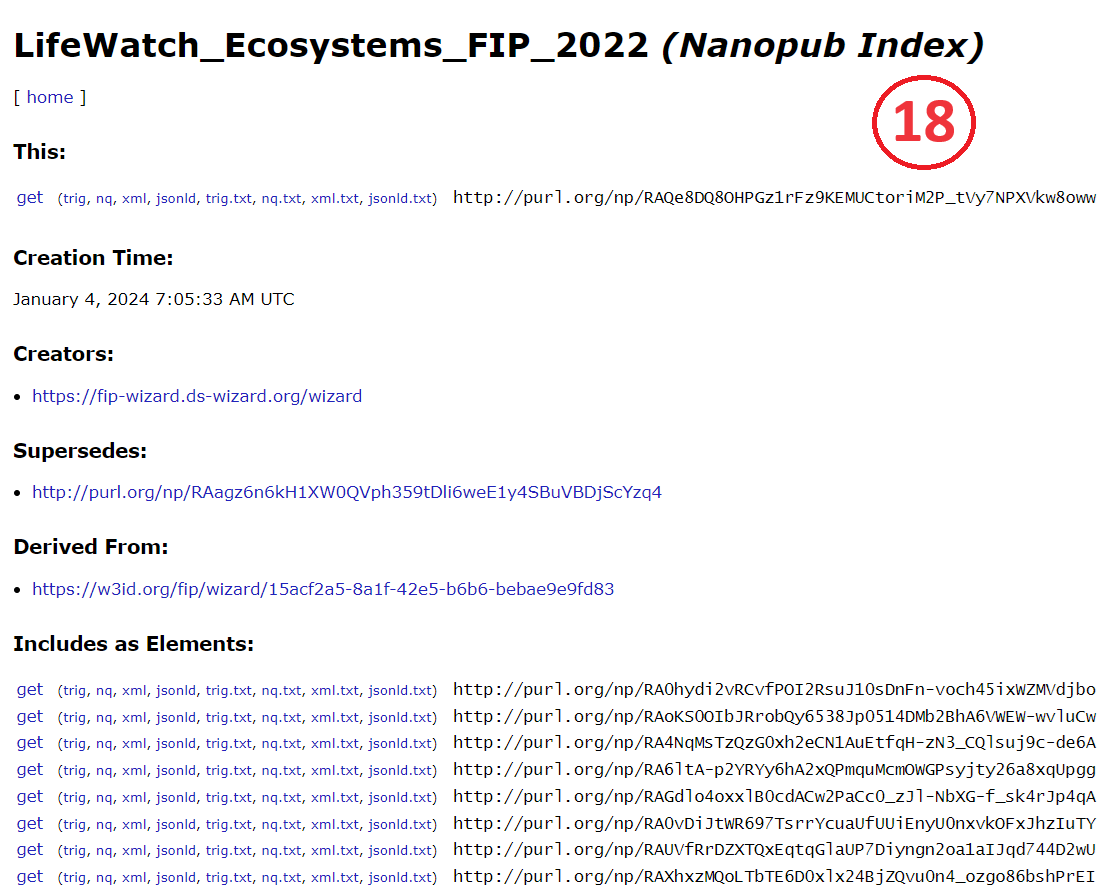 LifeWatch_Ecosystems_FIP_2022 (Nanopub Index)
[ home ]
18
This:
get (trig, nq, xml, jsonld, trig.txt, nq.txt, xml.txt, jsonld.txt) http://purl.org/np/RAQe8DQ8OHPGz1rFz9KEMUCtoriM2P_tVy7NPXVkw8oww
Creation Time:
January 4, 2024 7:05:33 AM UTC
Creators:
• https://fip-wizard.ds-wizard.org/wizard
Supersedes:
• http://purl.org/np/RAagz6n6kH1XW0QVph359tDli6weE1y4SBuVBDjScYzq4
Derived From:
• https://w3id.org/fip/wizard/15acf2a5-8a1f-42e5-b6b6-bebae9e9fd83
Includes as Elements:
get (trig, nq, xml, jsonld, trig.txt, nq.txt, xml.txt, jsonld.txt) http://purl.org/np/RA0hydi2vRCvfPOI2RsuJ1OsDnFn-voch45ixWZMVdjbo
get (trig, nq, xml, jsonld, trig.txt, nq.txt, xml.txt, jsonld.txt) http://purl.org/np/RAoKSOOIbJRrobQy6538Jp0514DMb2BhA6VWEW-wvluCw
get (trig, nq, xml, jsonld, trig.txt, nq.txt, xml.txt, jsonld.txt) http://purl.org/np/RA4NqMsTzQzG0xh2eCN1AuEtfqH-zN3_CQlsuj9c-de6A
get (trig, nq, xml, jsonld, trig.txt, nq.txt, xml.txt, jsonld.txt) http://purl.org/np/RA6ltA-p2YRYy6hA2xQPmquMcmOWGPsyjty26a8xqUpgg
get (trig, nq, xml, jsonld, trig.txt, nq.txt, xml.txt, jsonld.txt) http://purl.org/np/RAGdlo4oxxlB0cdACw2PaCcO_zJl-NbXG-f_sk4rJp4qA
get (trig, nq, xml, jsonld, trig.txt, nq.txt, xml.txt, jsonld.txt) http://purl.org/np/RA0vDiJtWR697TsrrYcuaUfUUiEnyU0nxvkOFxJhzIuTY
get (trig, nq, xml, jsonld, trig.txt, nq.txt, xml.txt, jsonld.txt) http://purl.org/np/RAUVfRrDZXTQxEqtqGlaUP7Diyngn2oa1aIJqd744D2wU
get (trig, nq, xml, jsonld, trig.txt, nq.txt, xml.txt, jsonld.txt) http://purl.org/np/RAXhxzMQoLTbTE6D0xlx24BjZQvu0n4_ozgo86bshPrEI